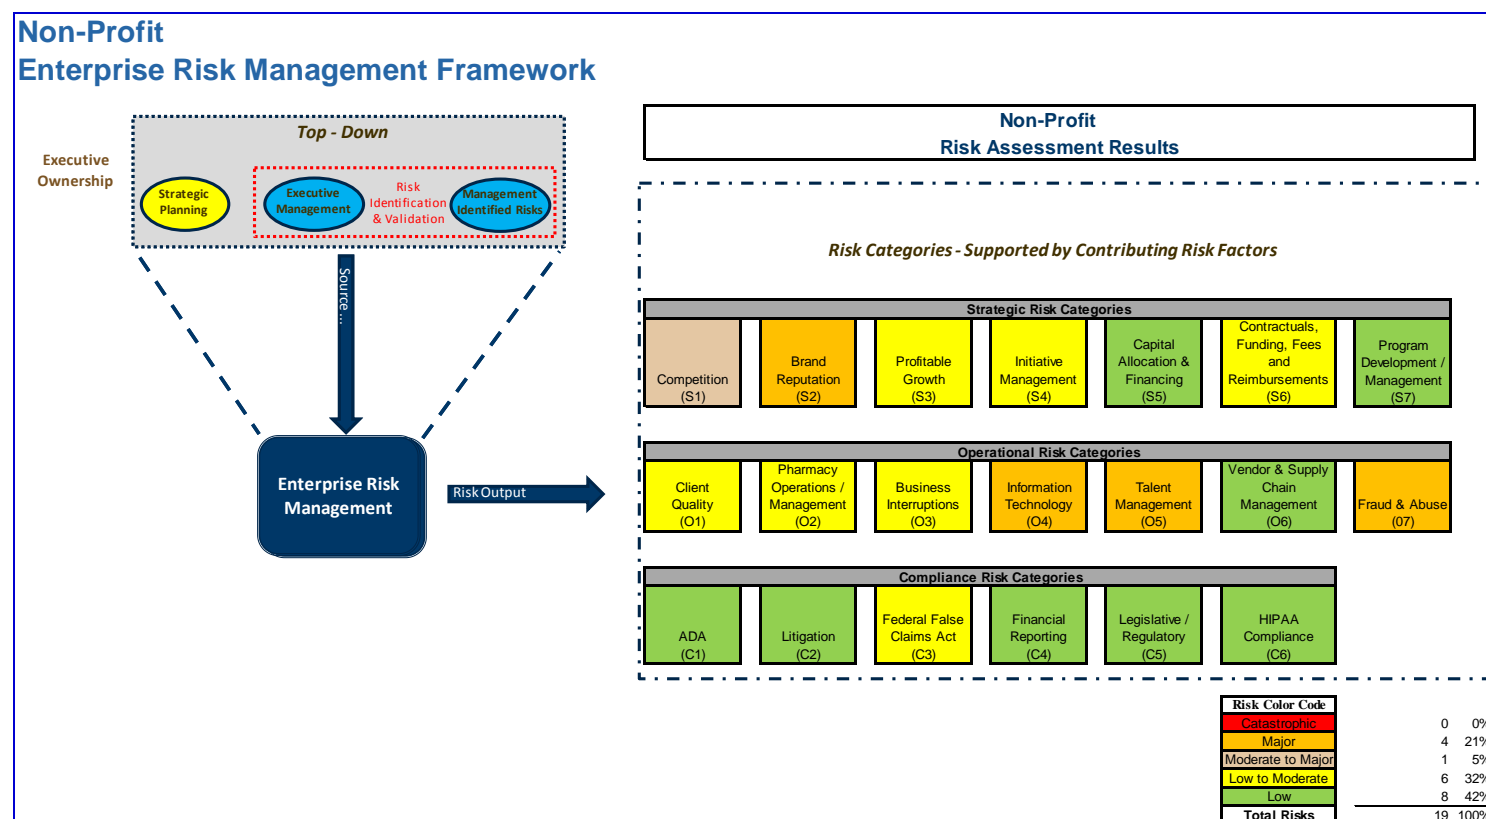 Non-Profit
Enterprise Risk Management Framework
Top - Down
Executive
Ownership
Strategic
Planning
Executive
Management
Risk
Identification
& Validation
Management
Identified Risks
Source ...
Enterprise Risk
Management
Risk Output
Non-Profit
Risk Assessment Results
Risk Categories - Supported by Contributing Risk Factors
Strategic Risk Categories
Competition
(S1)
Brand
Reputation
(S2)
Profitable
Growth
(S3)
Initiative
Management
(S4)
Capital
Allocation &
Financing
(S5)
Contractuals,
Funding, Fees
and
Reimbursements
(S6)
Program
Development /
Management
(S7)
Operational Risk Categories
Client
Quality
(O1)
Pharmacy
Operations /
Management
(O2)
Business
Interruptions
(O3)
Information
Technology
(O4)
Talent
Management
(O5)
Vendor & Supply
Chain
Management
(O6)
Fraud & Abuse
(07)
Compliance Risk Categories
ADA
(C1)
Litigation
(C2)
Federal False
Claims Act
(C3)
Financial
Reporting
(C4)
Legislative /
Regulatory
(C5)
HIPAA
Compliance
(C6)
Risk Color Code
Catastrophic 0 0%
Major 4 21%
Moderate to Major 1 5%
Low to Moderate 6 32%
Low 8 42%
Total Risks 19 100%